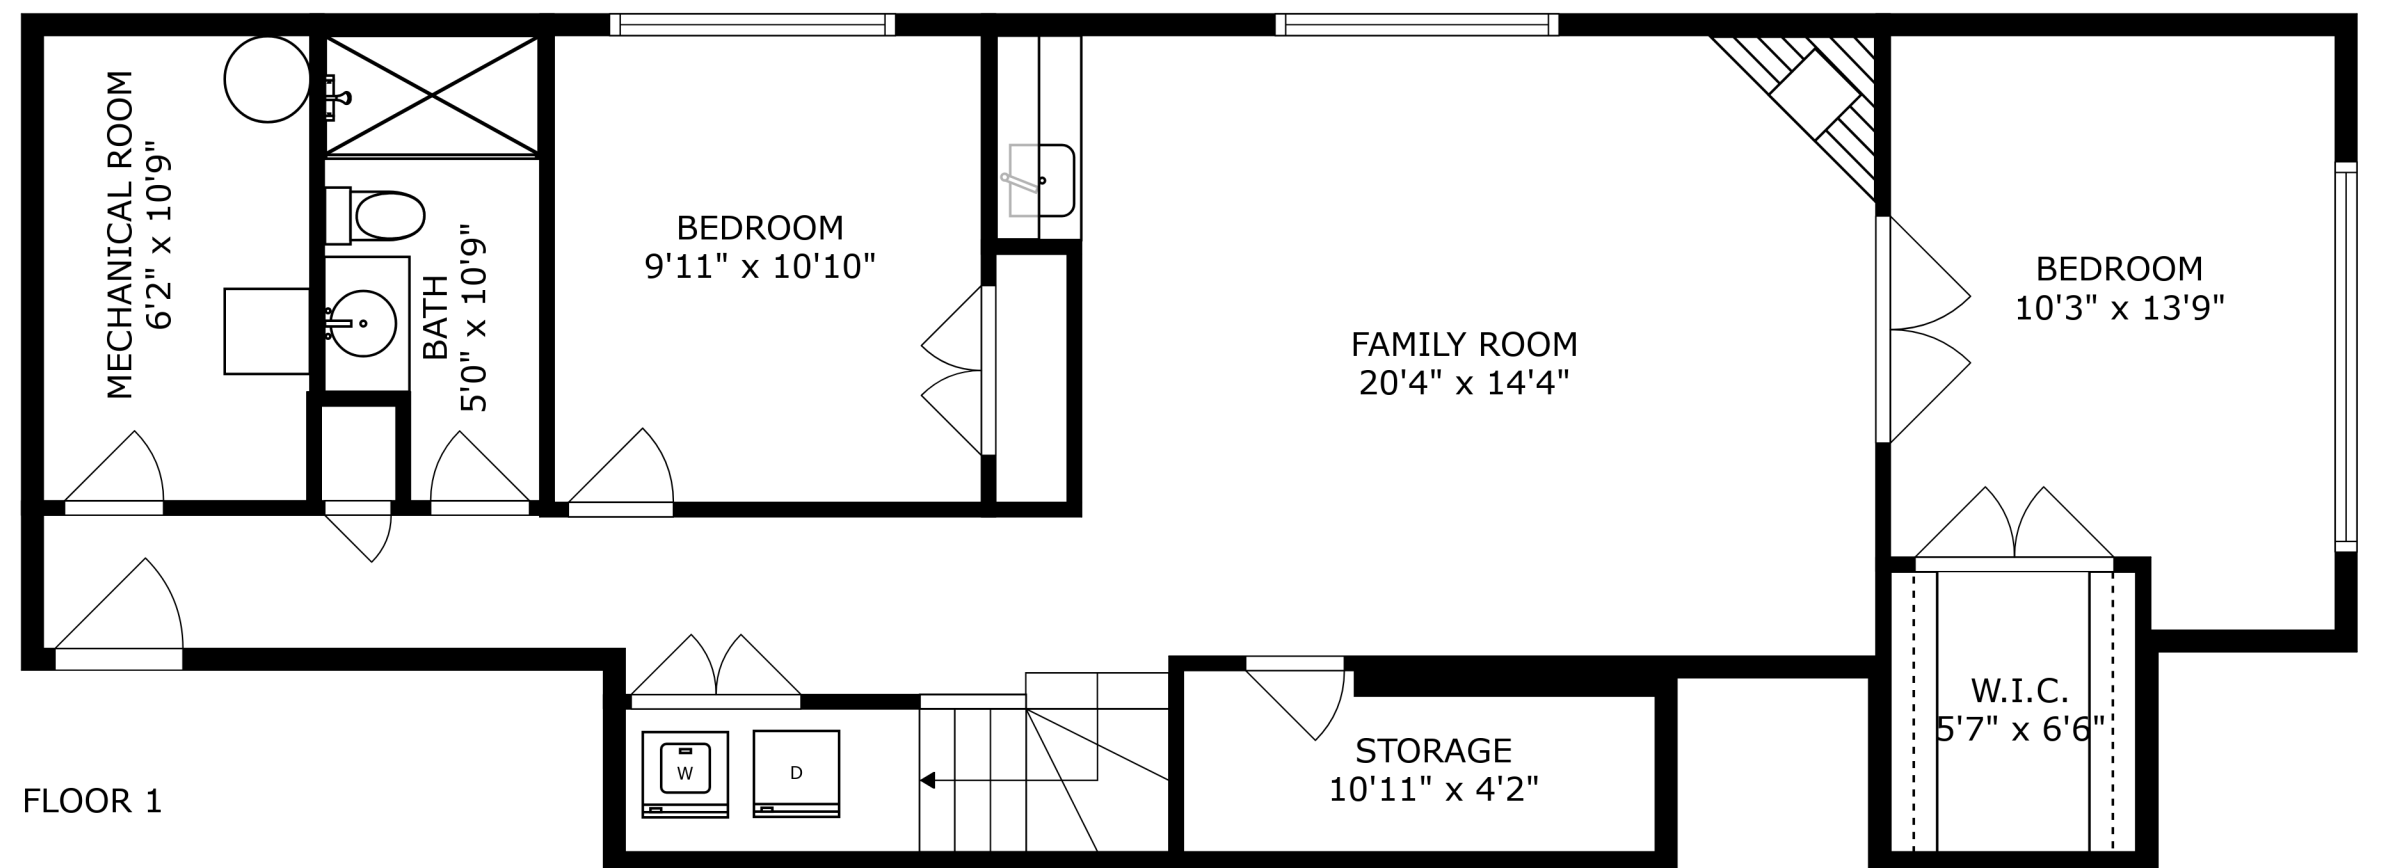 MECHANICAL ROOM
6'2" x 10'9"
BATH
5'0" x 10'9"
BEDROOM
9'11" x 10'10"
FAMILY ROOM
20'4" x 14'4"
BEDROOM
10'3" x 13'9"
W.I.C.
5'7" x 6'6"
STORAGE
10'11" x 4'2"
W
D
FLOOR 1